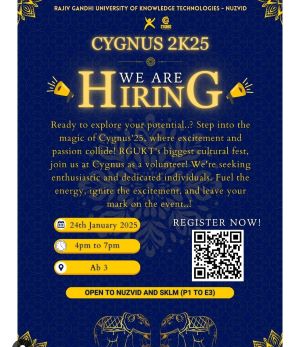 RAJIV GANDHI UNIVERSITY OF KNOWLEDGE TECHNOLOGIES - NUZVID
CYGNUS 2K25
WE ARE
HIRING
Ready to explore your potential..? Step into the
magic of Cygnus'25, where excitement and
passion collide! RGUKT's biggest cultural fest,
join us at Cygnus as a volunteer! We're seeking
enthusiastic and dedicated individuals. Fuel the
energy, ignite the excitement, and leave your
mark on the event..!
REGISTER NOW!
24th January 2025
4pm to 7pm
Ab 3
OPEN TO NUZVID AND SKLM (P1 TO E3)